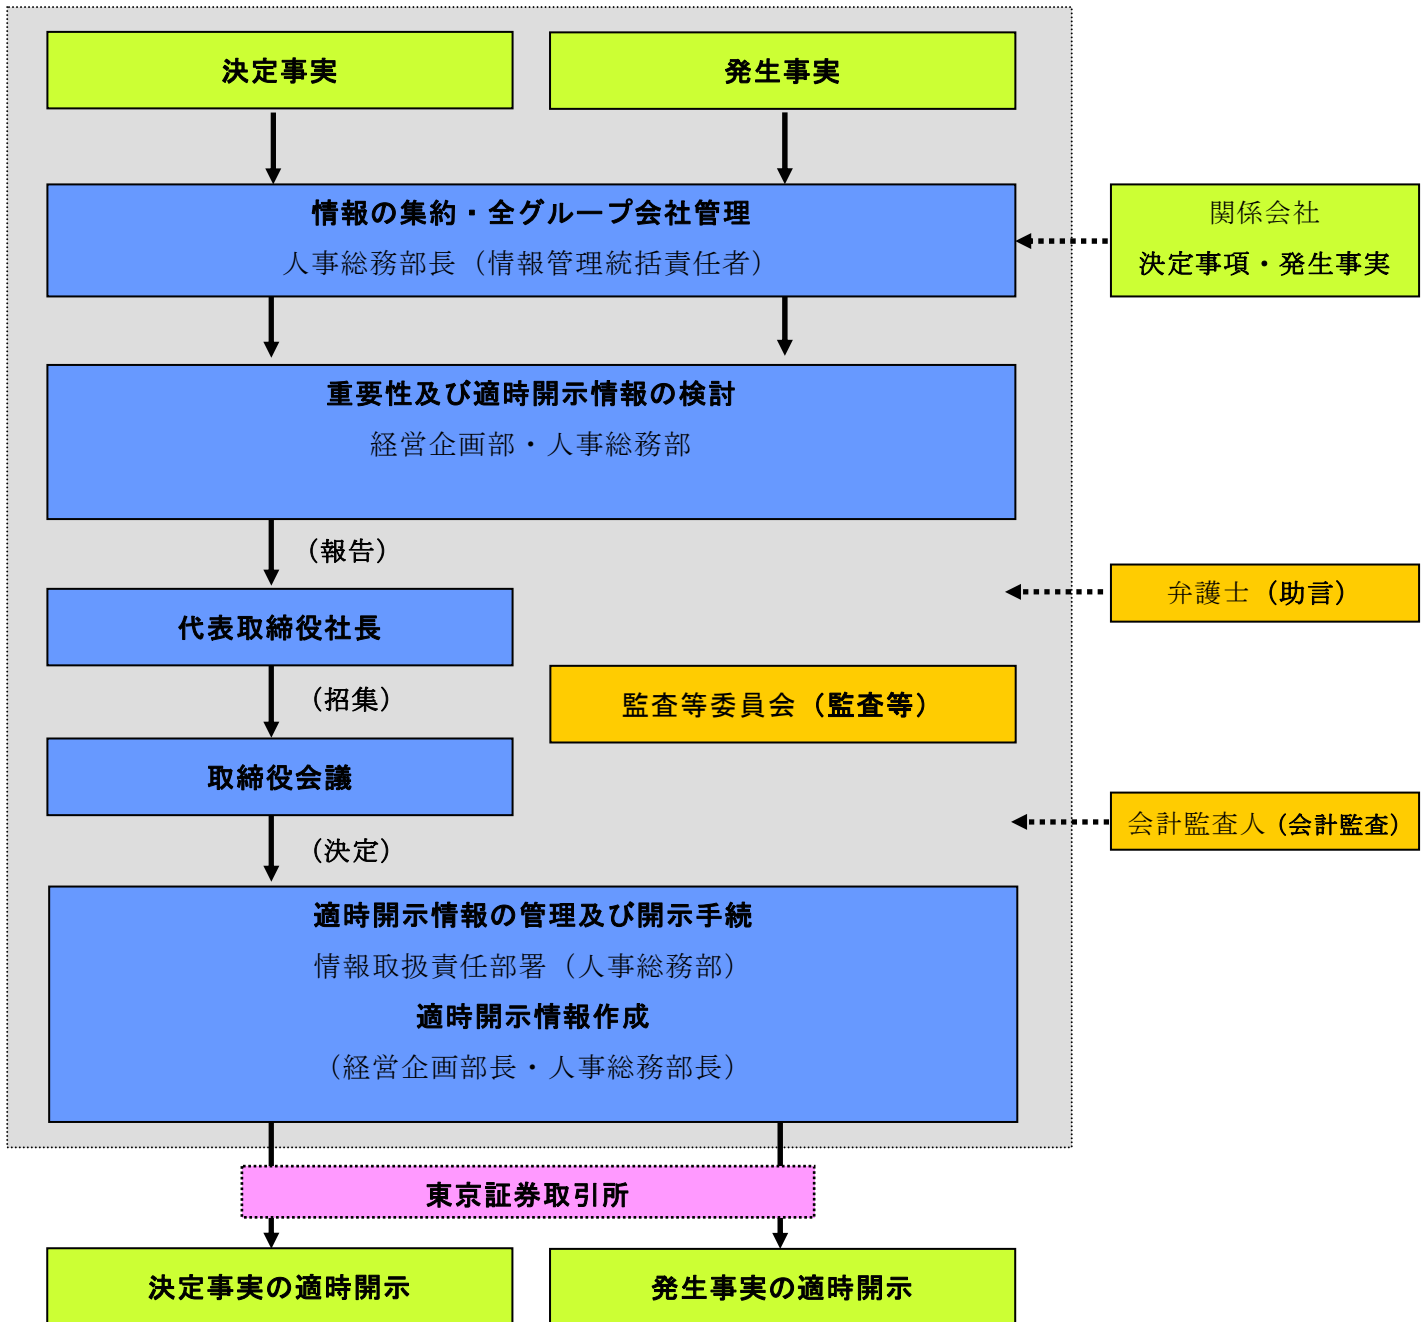 決定事実
発生事実
情報の集約・全グループ会社管理
人事総務部長（情報管理統括責任者）
関係会社
決定事項・発生事実
重要性及び適時開示情報の検討
経営企画部・人事総務部
（報告）
弁護士（助言）
代表取締役社長
（招集）
監査等委員会（監査等）
取締役会議
会計監査人（会計監査）
（決定）
適時開示情報の管理及び開示手続
情報取扱責任部署（人事総務部）
適時開示情報作成
（経営企画部長・人事総務部長）
東京証券取引所
決定事実の適時開示
発生事実の適時開示